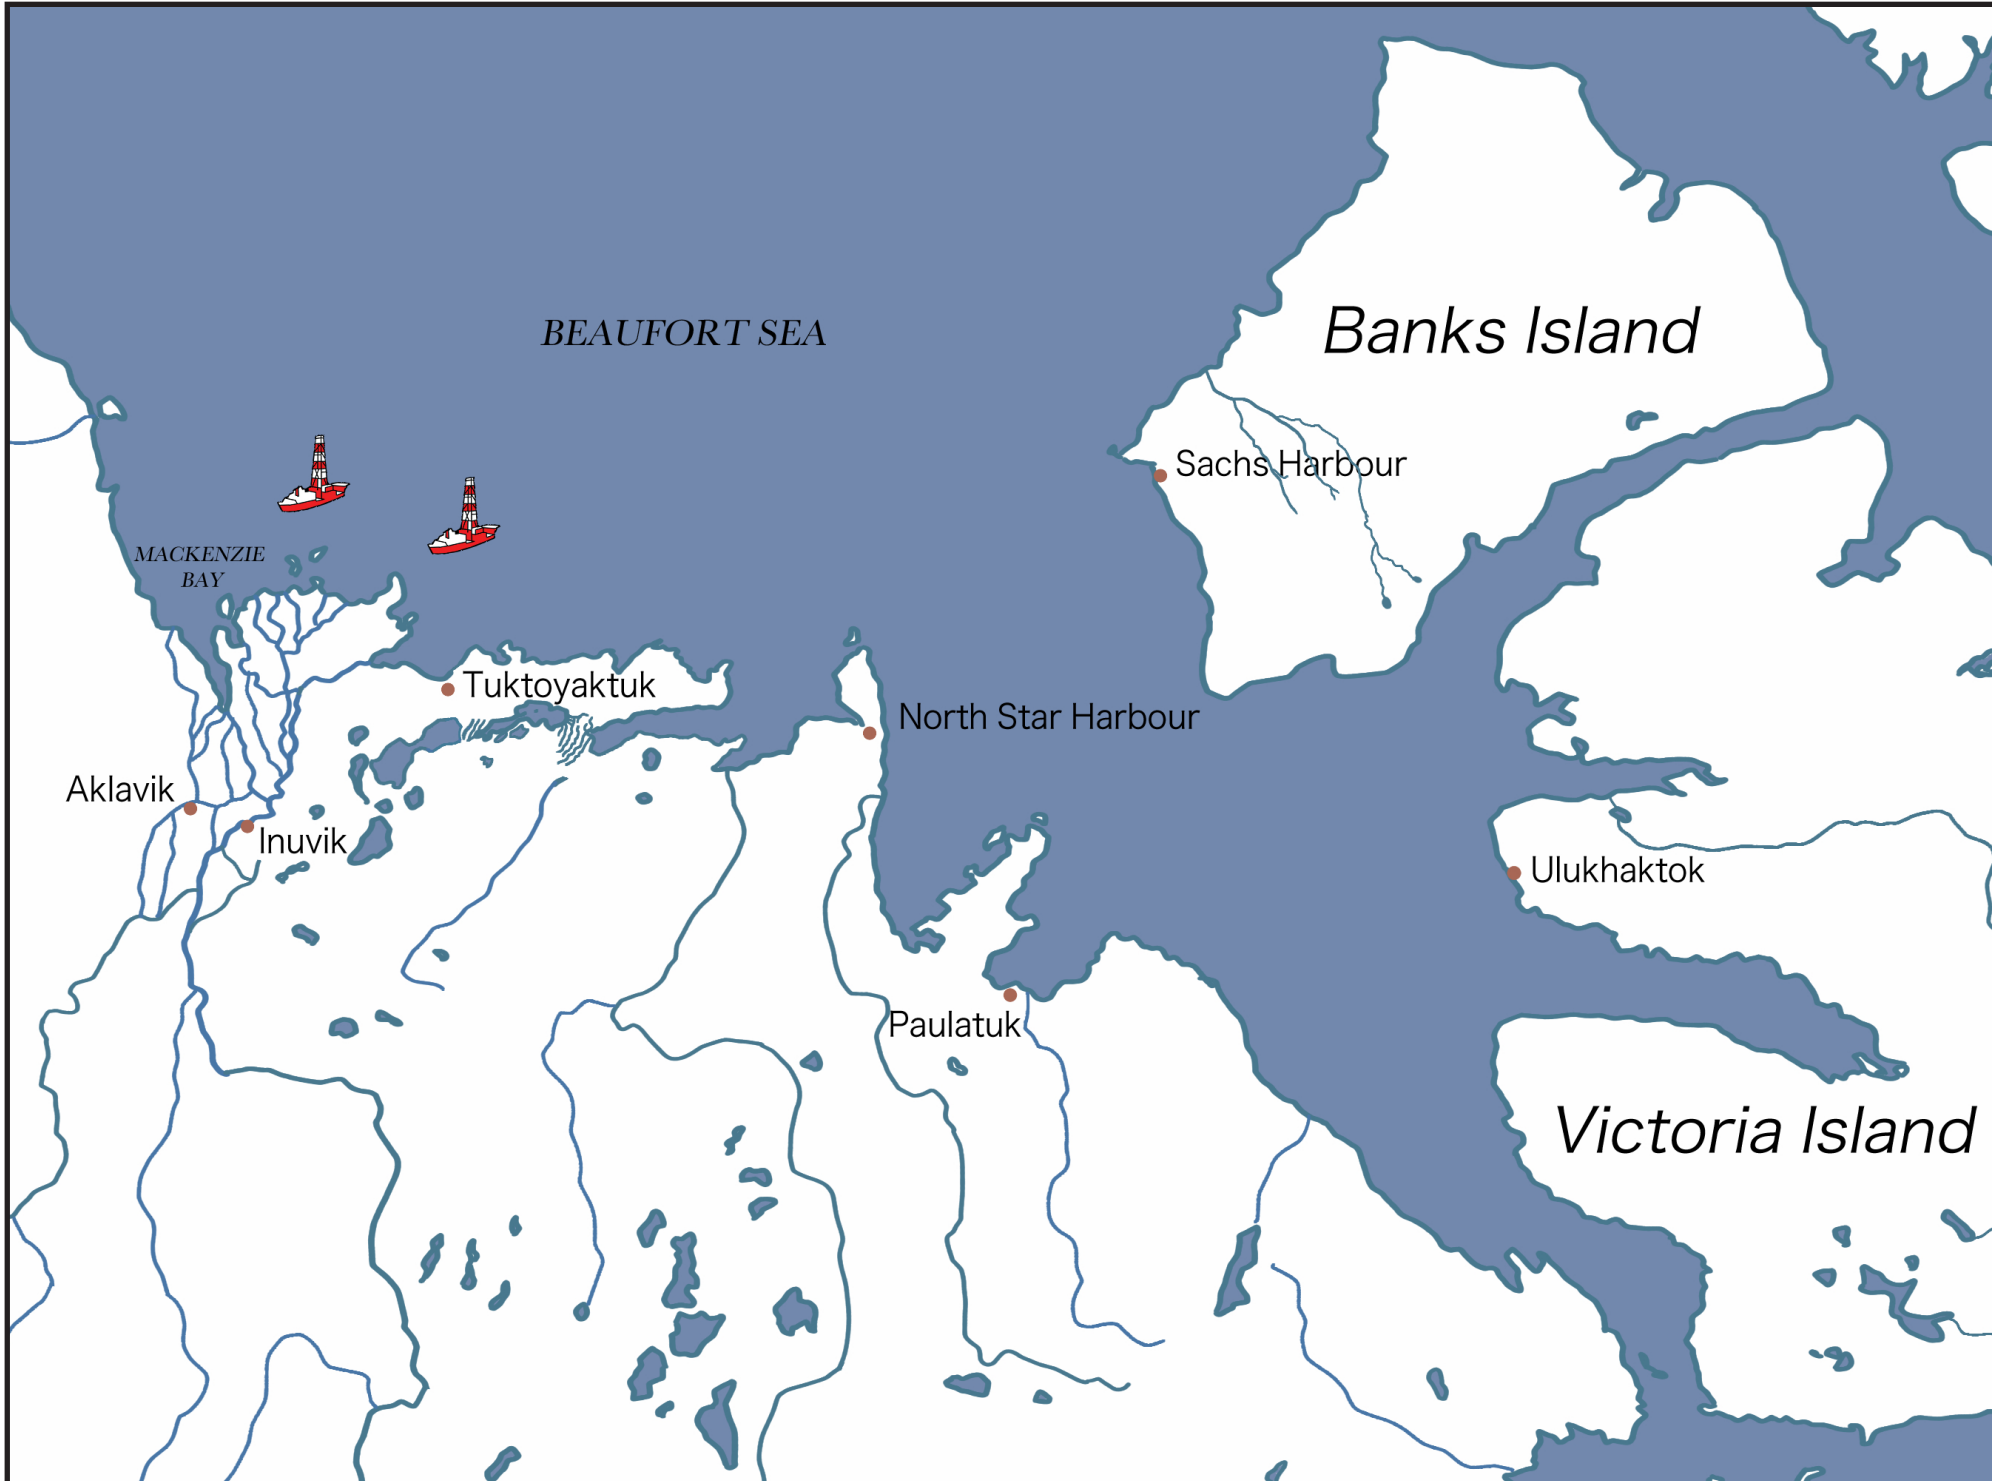 BEAUFORT SEA
Banks Island
Sachs Harbour
MACKENZIE
BAY
Tuktoyaktuk
North Star Harbour
Aklavik
Inuvik
Ulukhaktok
Paulatuk
Victoria Island